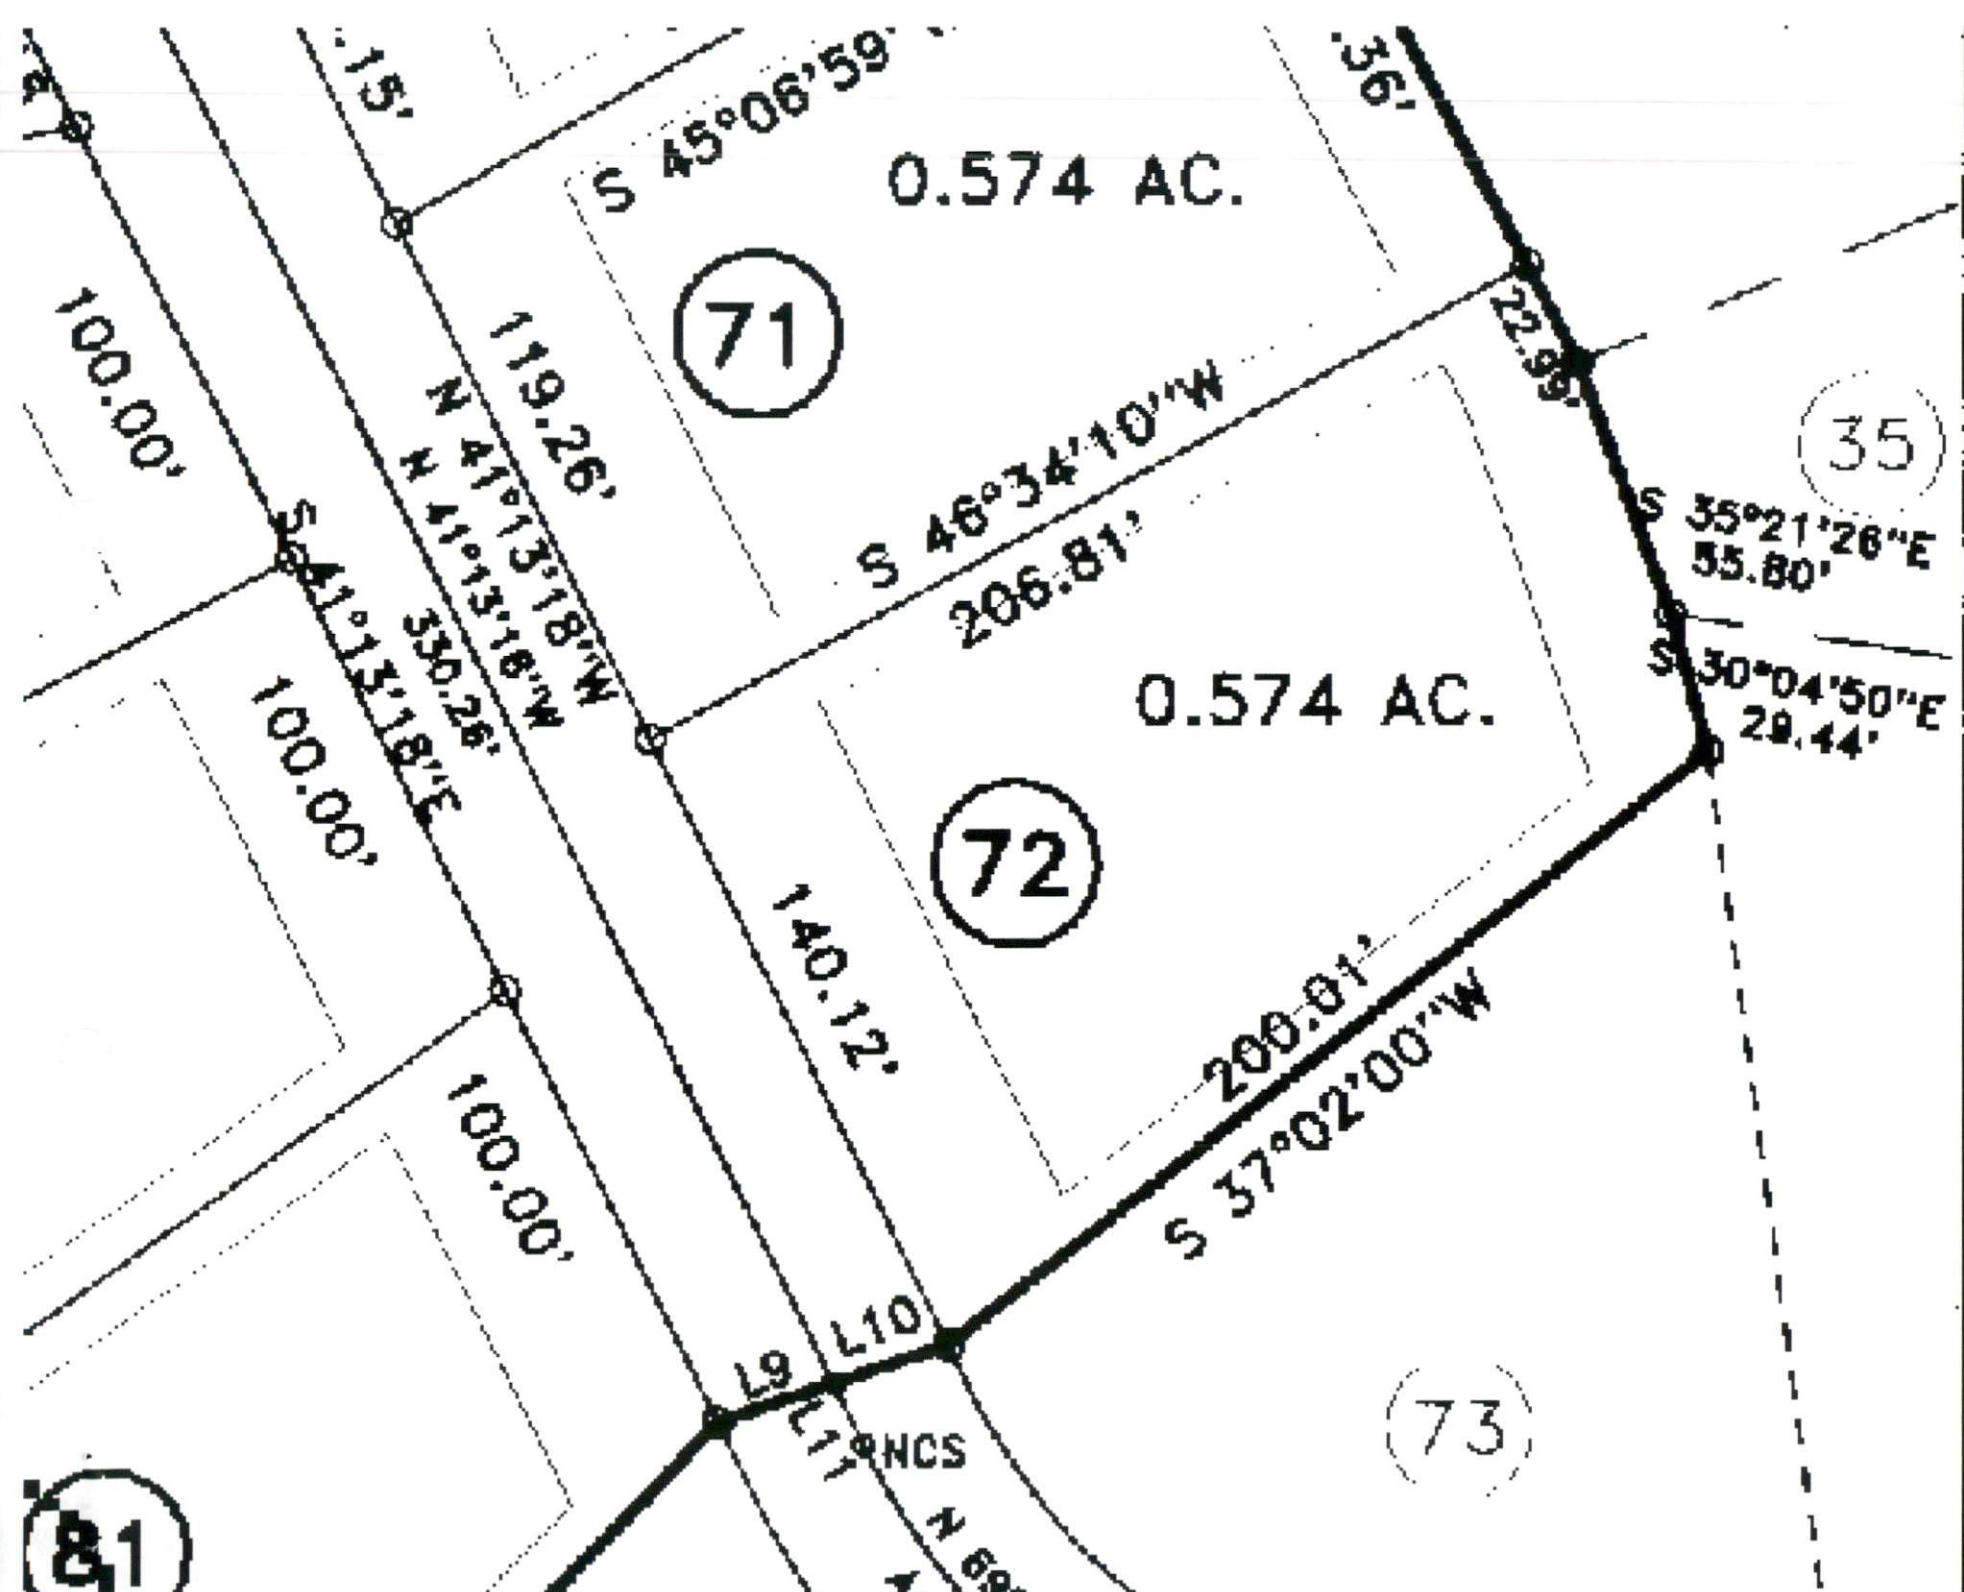 .15'
S 45°06'59
.36'
0.574 AC.
71
100.00'
119.26'
N 41°13'18"W
N 41°13'16"W
330.26'
S 41°13'18"E
22.99'
35
S 46°34'10"W
206.81'
S 35°21'26"E
55.80'
S 30°04'50"E
29.44'
0.574 AC.
100.00'
72
140.12'
200.01'
S 37°02'00"W
100.00'
L10
L9
L11
NCS
73
N 69°
81